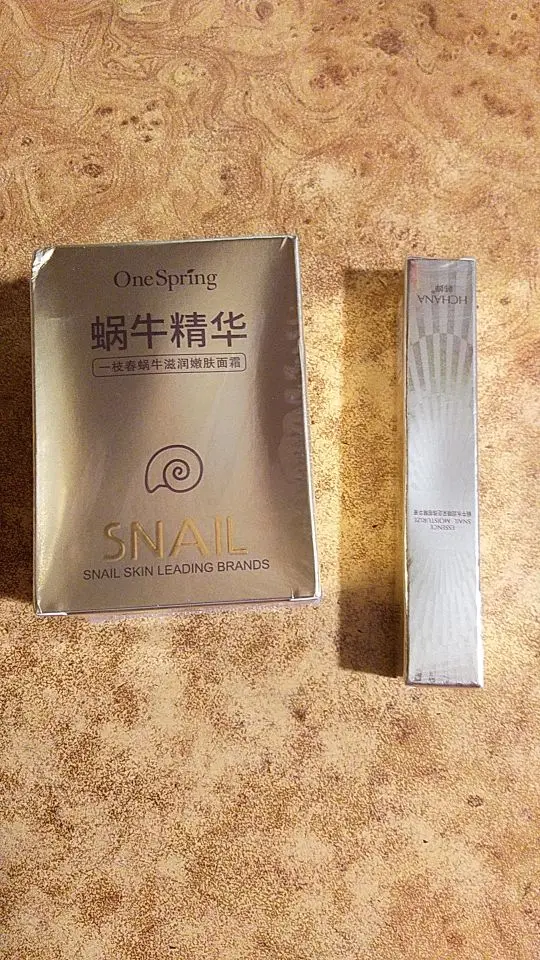 OneSpring
蜗牛精华
一枝春蜗牛滋润嫩肤面霜
SNAIL
SNAIL SKIN LEADING BRANDS
HCHANA
SNAIL MOISTURIZE
ESSENCE